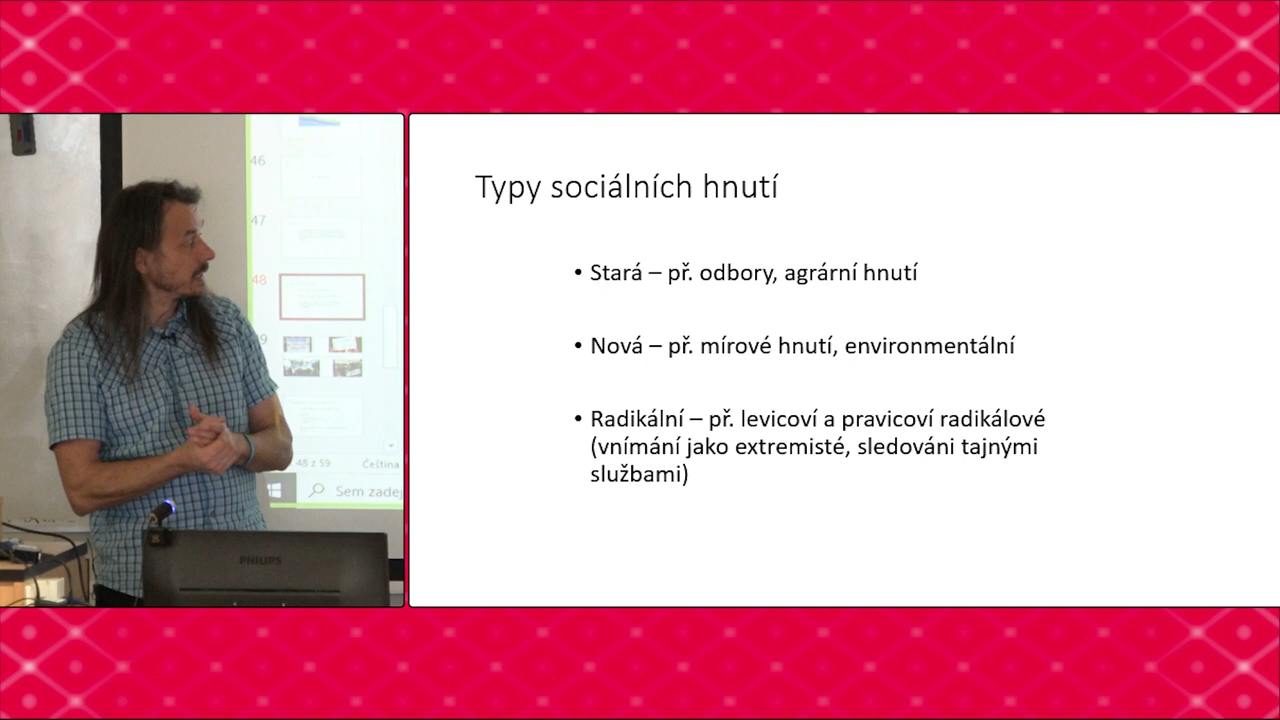 46
47
48
9
48 z 59
Čeština
Sem zadej
PHILIPS
Typy sociálních hnutí
• Stará – př. odbory, agrární hnutí
• Nová – př. mírové hnutí, environmentální
• Radikální – př. levicoví a pravicoví radikálové
(vnímání jako extremisté, sledováni tajnými
službami)